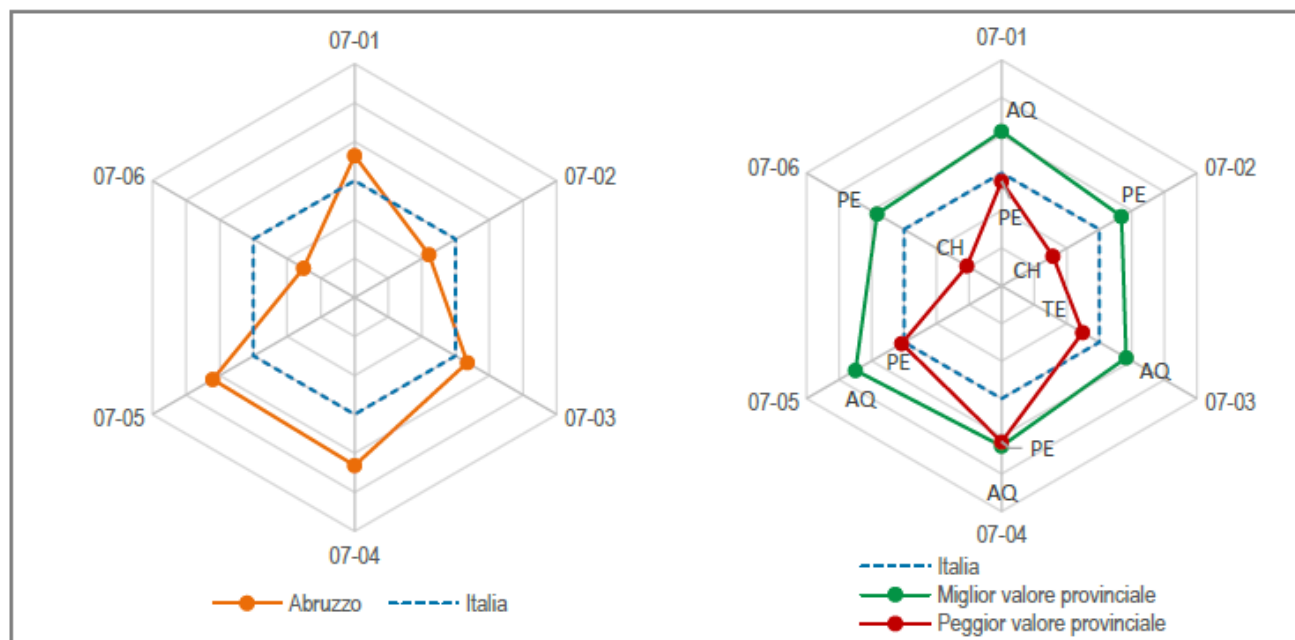 07-01
07-02
07-03
07-04
07-05
07-06
Abruzzo
Italia
07-01
AQ
07-02
PE
PE
07-06
PE
CH
CH
TE
AQ
07-03
PE
AQ
07-05
PE
AQ
07-04
Italia
Miglior valore provinciale
Peggior valore provinciale